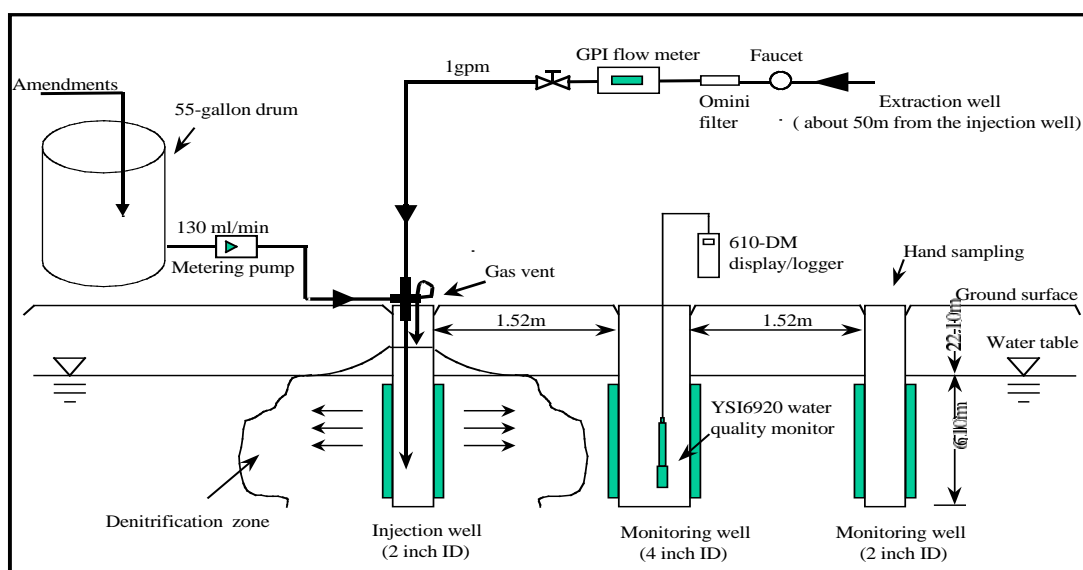 GPI flow meter
Faucet
1gpm
Amendments
55-gallon drum
Omini
filter
Extraction well
( about 50m from the injection well)
130 ml/min
Metering pump
610-DM
display/logger
Hand sampling
Gas vent
Ground surface
1.52m
1.52m
Water table
YSI6920 water
quality monitor
Denitrification zone
Injection well
(2 inch ID)
Monitoring well
(4 inch ID)
Monitoring well
(2 inch ID)